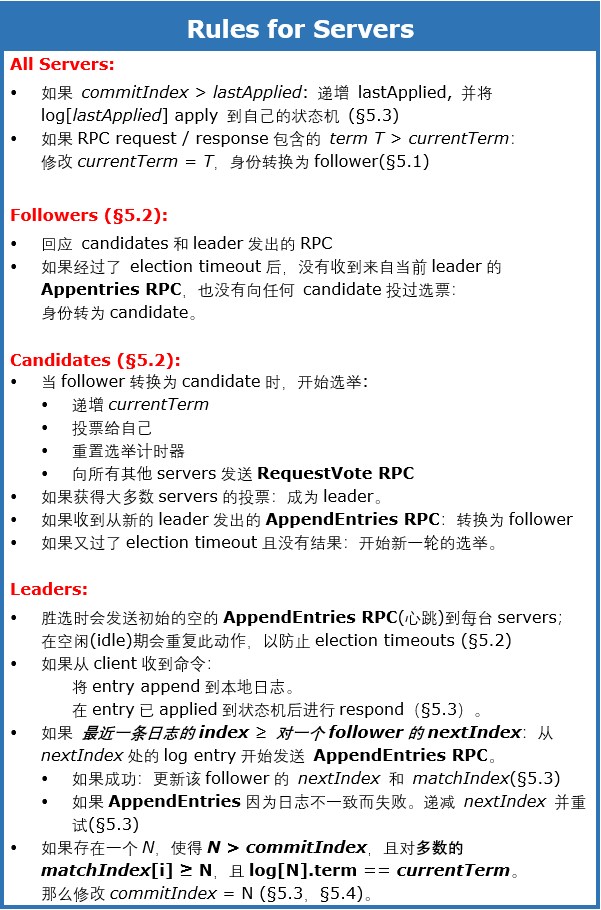 Rules for Servers
All Servers:
• 如果 commitIndex > lastApplied: 递增 lastApplied, 并将
log[lastApplied] apply 到自己的状态机 (§5.3)
• 如果 RPC request / response 包含的 term T > currentTerm:
修改 currentTerm = T, 身份转换为 follower(§5.1)
Followers (§5.2):
• 回应 candidates 和 leader 发出的 RPC
• 如果经过了 election timeout 后, 没有收到来自当前 leader 的
Appentries RPC, 也没有向任何 candidate 投过选票:
身份转为 candidate。
Candidates (§5.2):
• 当 follower 转换为 candidate 时, 开始选举:
• 递增 currentTerm
• 投票给自己
• 重置选举计时器
• 向所有其他 servers 发送 RequestVote RPC
• 如果获得大多数 servers 的投票: 成为 leader。
• 如果收到从新的 leader 发出的 AppendEntries RPC: 转换为 follower
• 如果又过了 election timeout 且没有结果: 开始新一轮的选举。
Leaders:
• 胜选时会发送初始的空的 AppendEntries RPC(心跳)到每台 servers;
在空闲(idle)期会重复此动作, 以防止 election timeouts (§5.2)
• 如果从 client 收到命令:
将 entry append 到本地日志。
在 entry 已 applied 到状态机后进行 respond（§5.3）。
• 如果 最近一条日志的 index ≥ 对一个 follower 的 nextIndex: 从
nextIndex 处的 log entry 开始发送 AppendEntries RPC。
• 如果成功: 更新该 follower 的 nextIndex 和 matchIndex(§5.3)
• 如果 AppendEntries 因为日志不一致而失败。递减 nextIndex 并重
试(§5.3)
• 如果存在一个 N, 使得 N > commitIndex, 且对多数的
matchIndex[i] ≥ N, 且 log[N].term == currentTerm。
那么修改 commitIndex = N (§5.3, §5.4)。